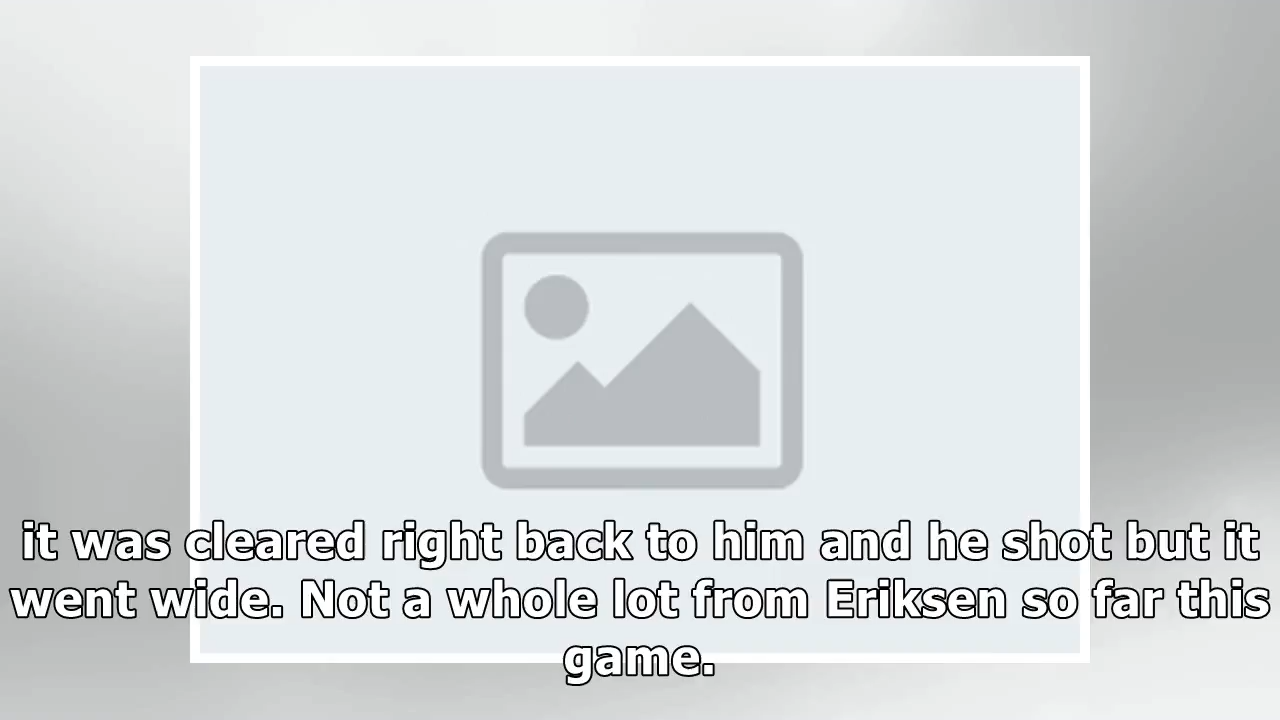 it was cleared right back to him and he shot but it
went wide. Not a whole lot from Eriksen so far this
game.